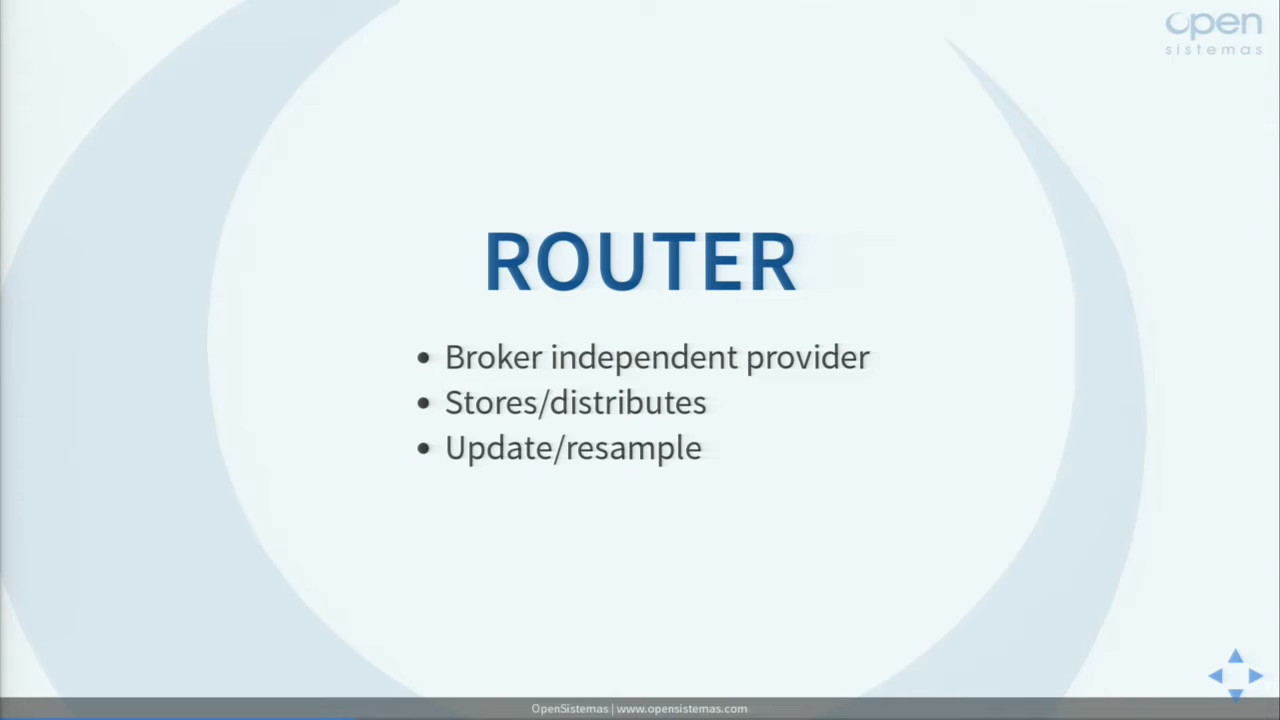 open
sistemas
ROUTER
• Broker independent provider
• Stores/distributes
• Update/resample
OpenSistemas | www.opensistemas.com